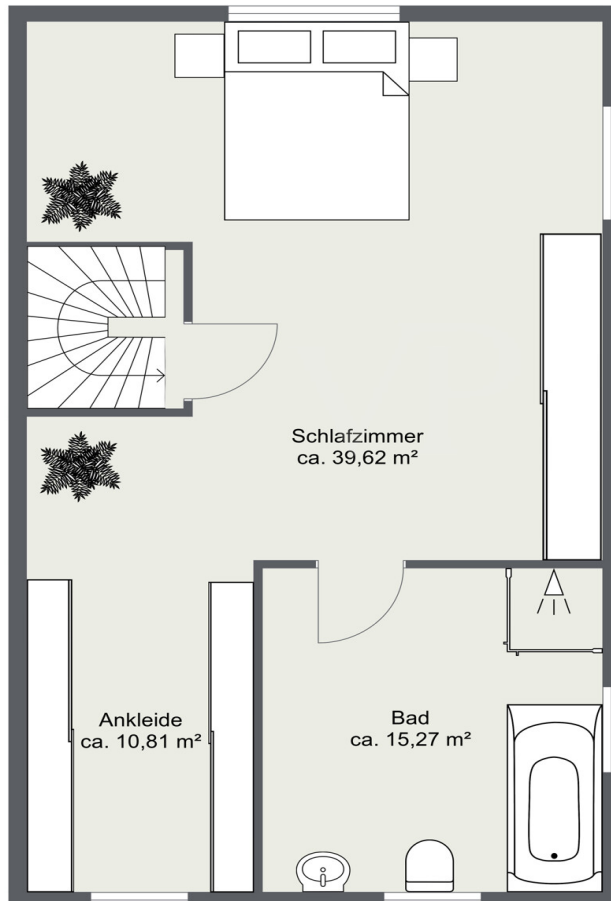 Schlafzimmer
ca. 39,62 m²
Ankleide
ca. 10,81 m²
Bad
ca. 15,27 m²